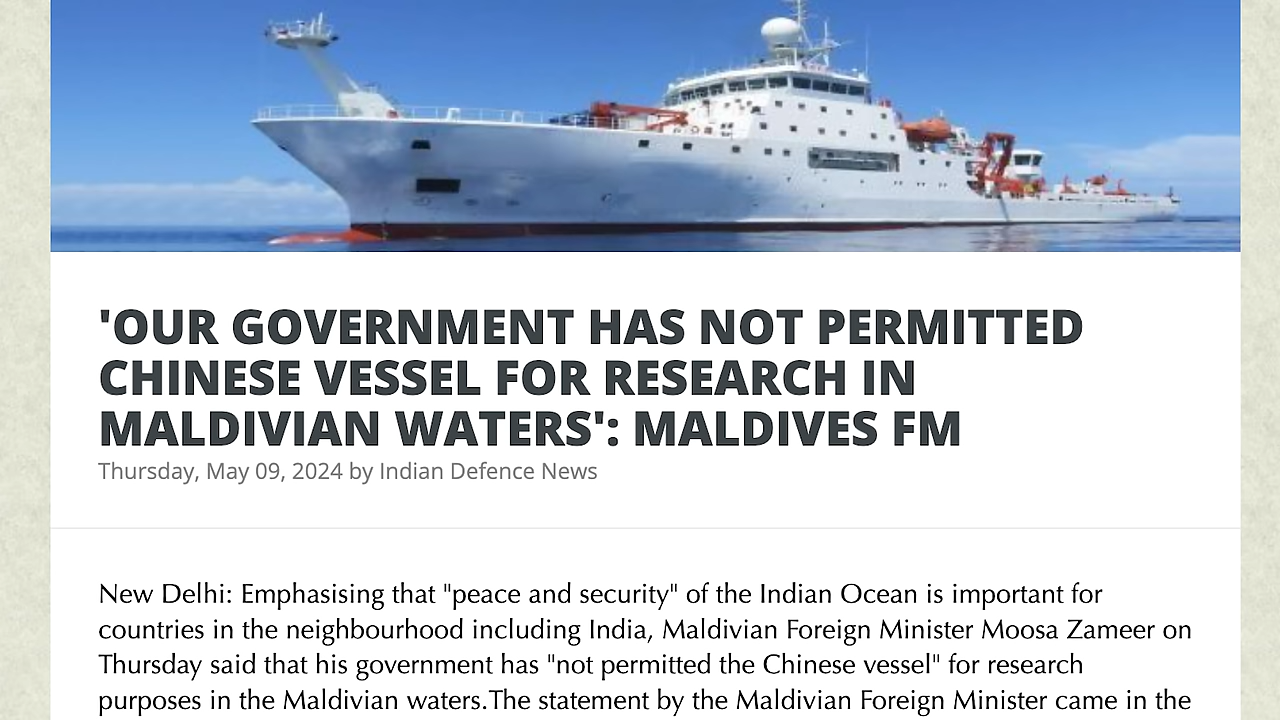 'OUR GOVERNMENT HAS NOT PERMITTED
CHINESE VESSEL FOR RESEARCH IN
MALDIVIAN WATERS': MALDIVES FM
Thursday, May 09, 2024 by Indian Defence News
New Delhi: Emphasising that "peace and security" of the Indian Ocean is important for
countries in the neighbourhood including India, Maldivian Foreign Minister Moosa Zameer on
Thursday said that his government has "not permitted the Chinese vessel" for research
purposes in the Maldivian waters.The statement by the Maldivian Foreign Minister came in the